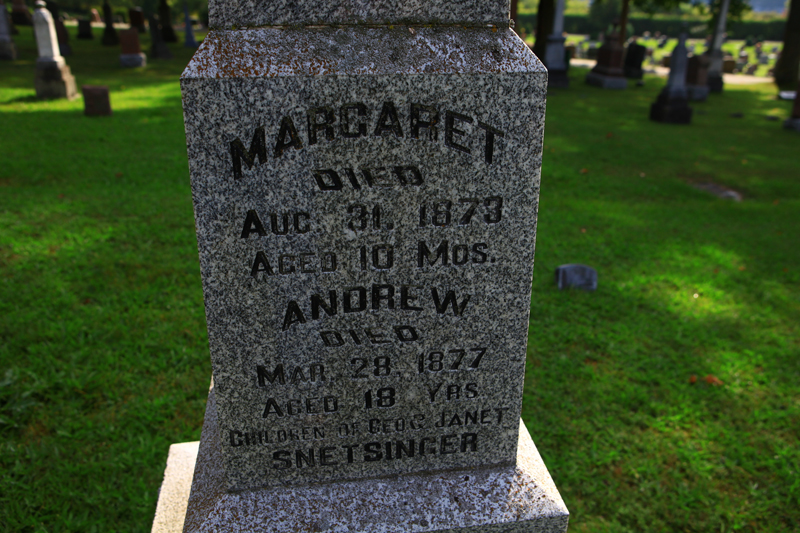 MARGARET
DIED
AUG 31, 1873
AGED 10 MOS.
ANDREW
DIED
MAR. 28, 1877
AGED 18 YRS
CHILDREN OF GEO & JANET
SNETSINGER